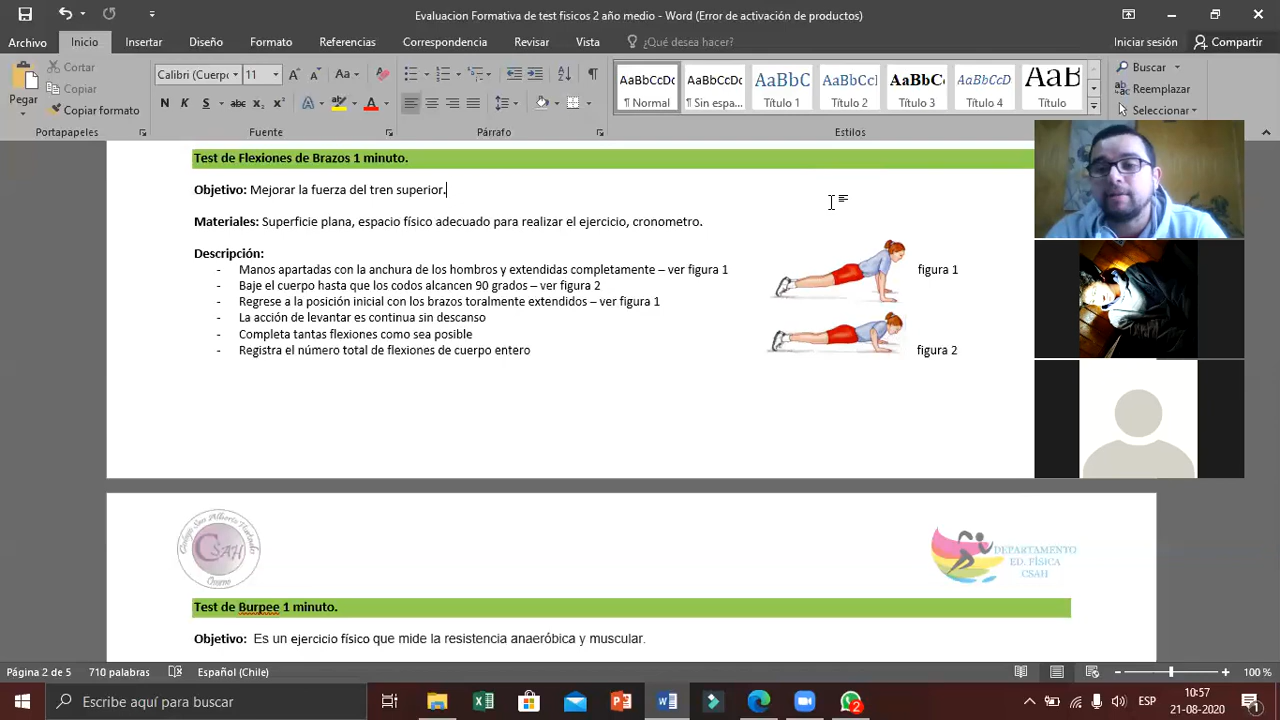 Evaluacion Formativa de test físicos 2 año medio - Word (Error de activación de productos)
Archivo Inicio Insertar Diseño Formato Referencias Correspondencia Revisar Vista ¿Qué desea hacer? Iniciar sesión Compartir
Pegar
Cortar
Copiar
Copiar formato
Calibri (Cuerpo 11
Portapapeles Fuente Párrafo Estilos
AaBbCcDc AaBbCcDc AaBbC AaBbCcI AaBbCc AaBbCcD AaB
¶ Normal ¶ Sin espa... Título 1 Título 2 Título 3 Título 4 Título
Buscar
Reemplazar
Seleccionar
Test de Flexiones de Brazos 1 minuto.
Objetivo: Mejorar la fuerza del tren superior.
Materiales: Superficie plana, espacio físico adecuado para realizar el ejercicio, cronometro.
Descripción:
- Manos apartadas con la anchura de los hombros y extendidas completamente – ver figura 1
figura 1
- Baje el cuerpo hasta que los codos alcancen 90 grados – ver figura 2
- Regrese a la posición inicial con los brazos toralmente extendidos – ver figura 1
- La acción de levantar es continua sin descanso
- Completa tantas flexiones como sea posible
- Registra el número total de flexiones de cuerpo entero
figura 2
Colegio San Alberto Hurtado
CSAH
DEPARTAMENTO
ED. FÍSICA
CSAH
Test de Burpee 1 minuto.
Objetivo: Es un ejercicio físico que mide la resistencia anaeróbica y muscular.
Página 2 de 5 710 palabras Español (Chile) 100 %
Escribe aquí para buscar
2
ESP
10:57
21-08-2020
1